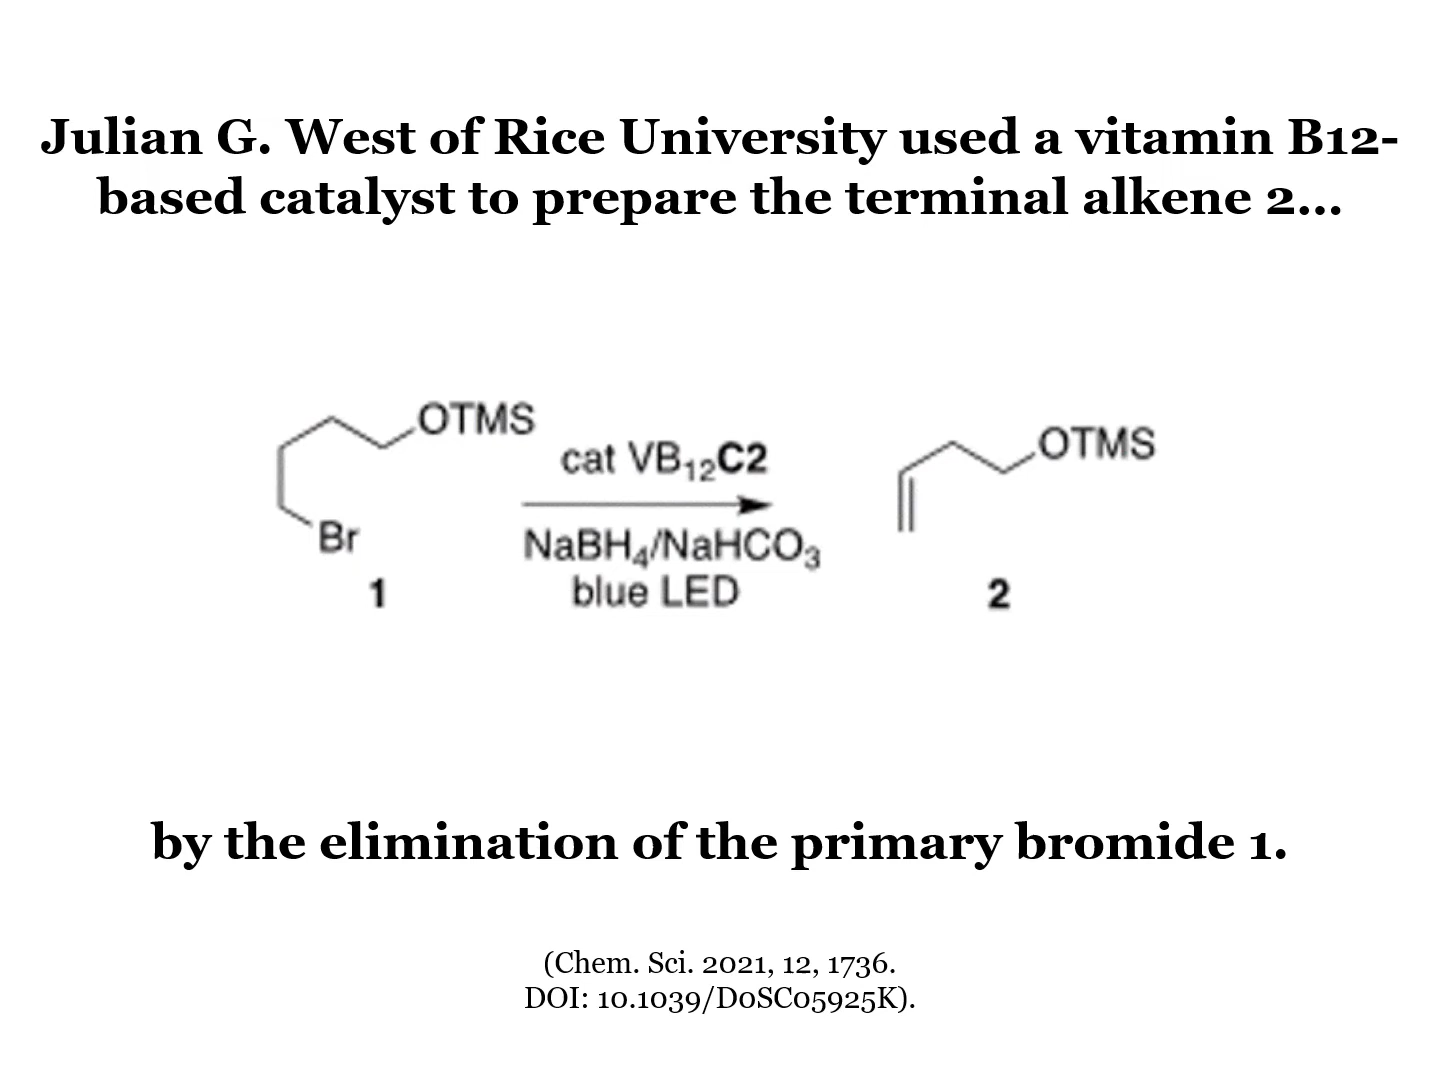 Julian G. West of Rice University used a vitamin B12-
based catalyst to prepare the terminal alkene 2...
OTMS
cat VB₁₂C2
OTMS
Br
NaBH₄/NaHCO₃
blue LED
1
2
by the elimination of the primary bromide 1.
(Chem. Sci. 2021, 12, 1736.
DOI: 10.1039/D0SC05925K).